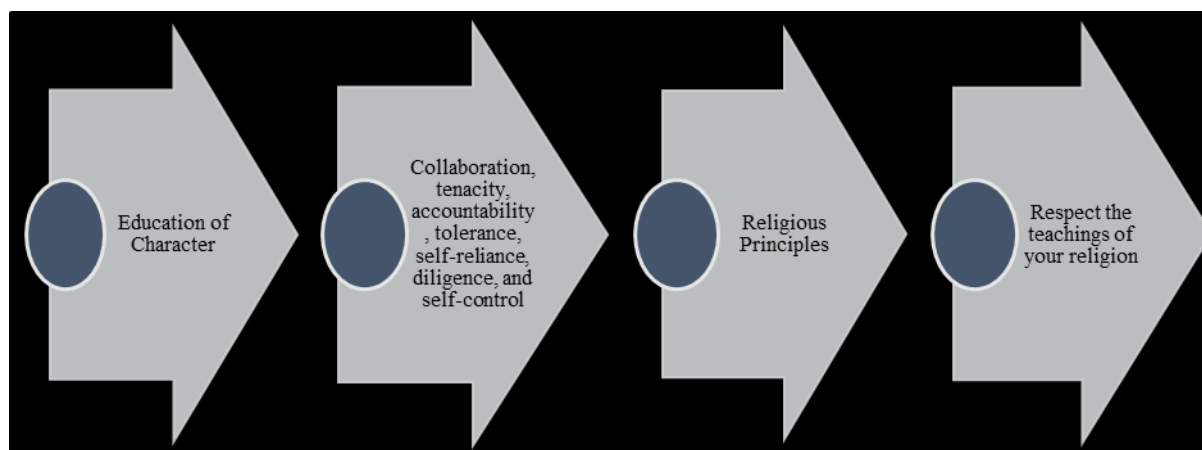 Education of
Character
Collaboration,
tenacity,
accountability
, tolerance,
self-reliance,
diligence, and
self-control
Religious
Principles
Respect the
teachings of
your religion